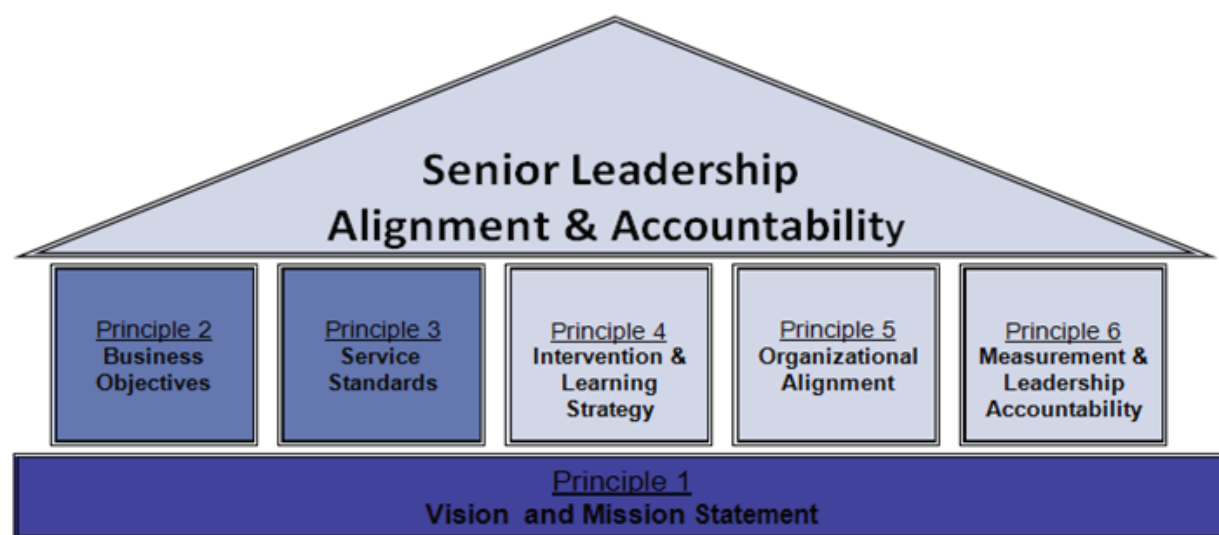 Senior Leadership
Alignment & Accountability
Principle 2
Business
Objectives
Principle 3
Service
Standards
Principle 4
Intervention &
Learning
Strategy
Principle 5
Organizational
Alignment
Principle 6
Measurement &
Leadership
Accountability
Principle 1
Vision and Mission Statement